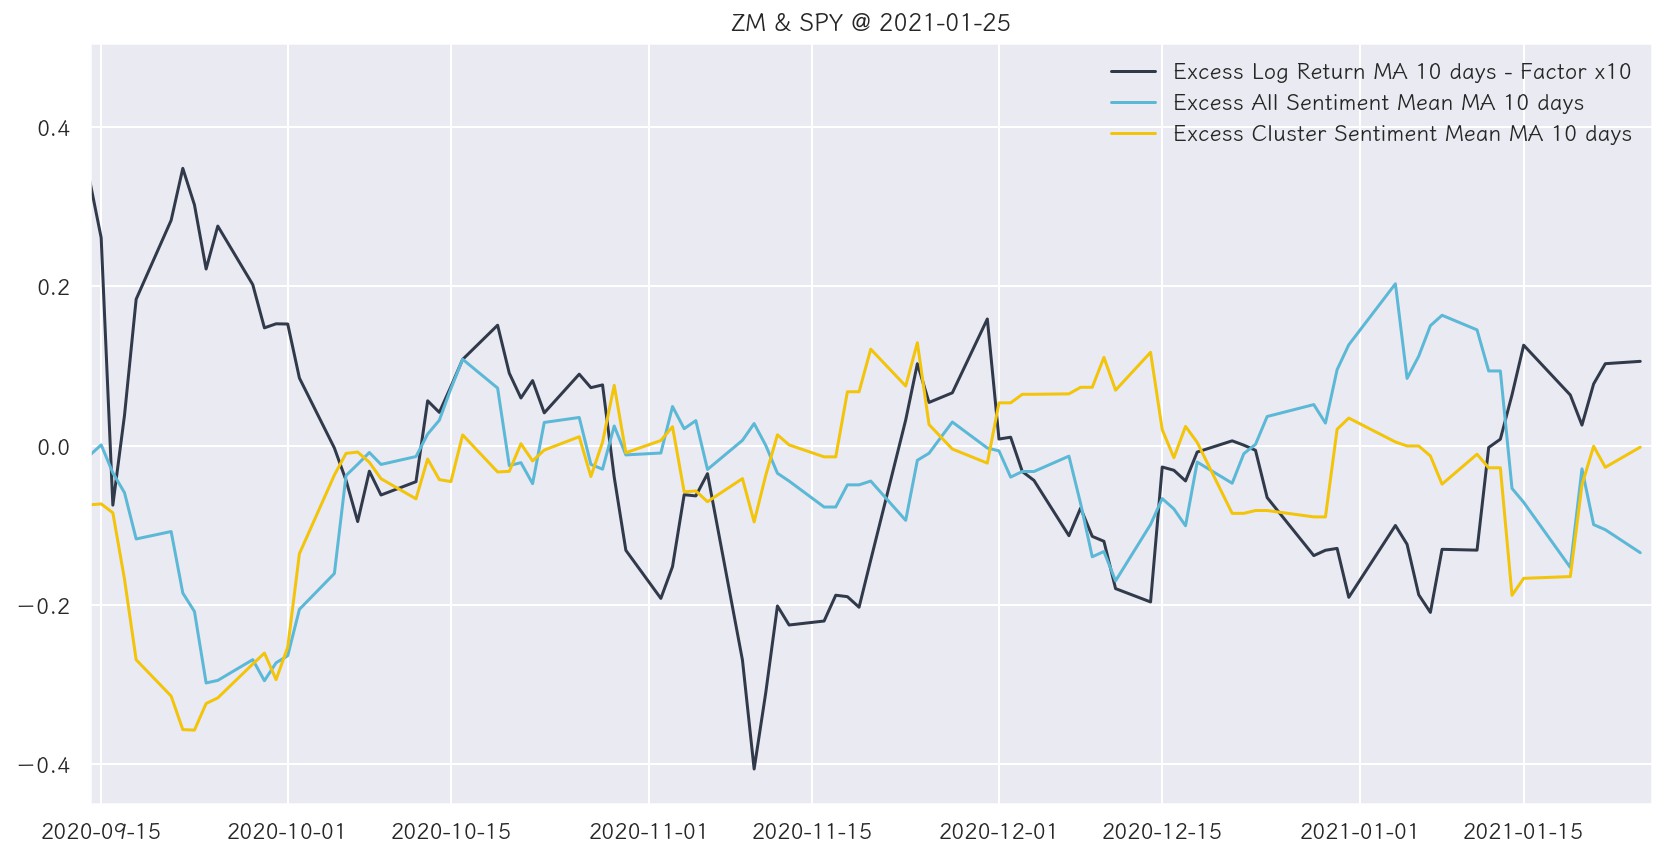 ZM & SPY @ 2021-01-25
Excess Log Return MA 10 days - Factor x10
Excess All Sentiment Mean MA 10 days
Excess Cluster Sentiment Mean MA 10 days
0.4
0.2
0.0
−0.2
−0.4
2020-09-15 2020-10-01 2020-10-15 2020-11-01 2020-11-15 2020-12-01 2020-12-15 2021-01-01 2021-01-15